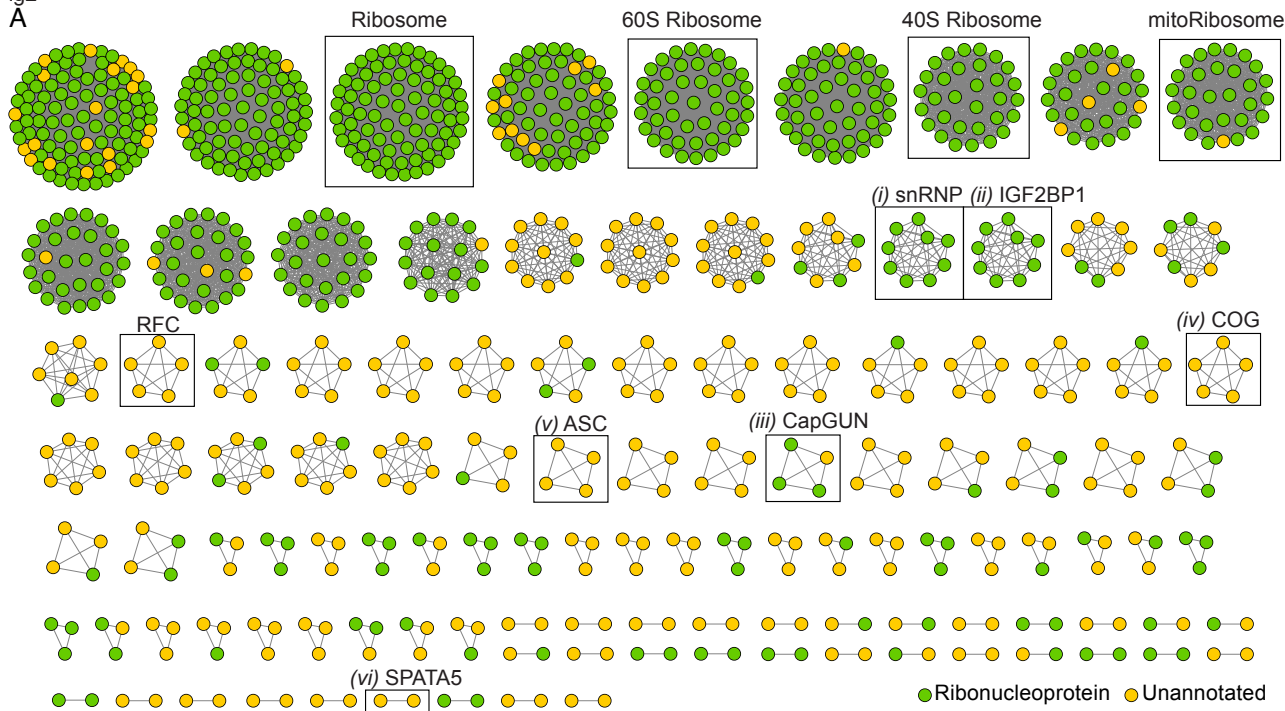 A
Ribosome
60S Ribosome
40S Ribosome
mitoRibosome
(i) snRNP
(ii) IGF2BP1
RFC
(iv) COG
(v) ASC
(iii) CapGUN
(vi) SPATA5
Ribonucleoprotein
Unannotated